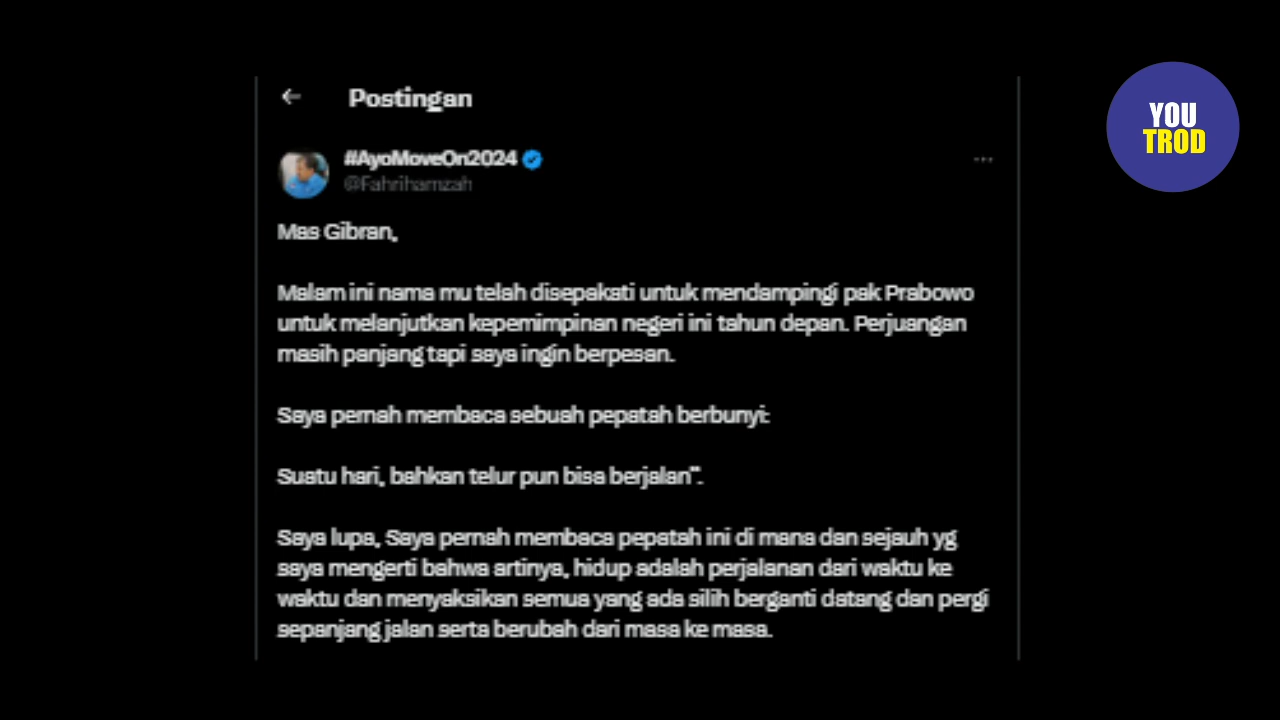 Postingan
YOU
TROD
#AyoMoveOn2024
@Fahrihamzah
Mas Gibran,
Malam ini nama mu telah disepakati untuk mendampingi pak Prabowo
untuk melanjutkan kepemimpinan negeri ini tahun depan. Perjuangan
masih panjang tapi saya ingin berpesan.
Saya pernah membaca sebuah pepatah berbunyi:
Suatu hari, bahkan telur pun bisa berjalan”.
Saya lupa, Saya pernah membaca pepatah ini di mana dan sejauh yg
saya mengerti bahwa artinya, hidup adalah perjalanan dari waktu ke
waktu dan menyaksikan semua yang ada silih berganti datang dan pergi
sepanjang jalan serta berubah dari masa ke masa.